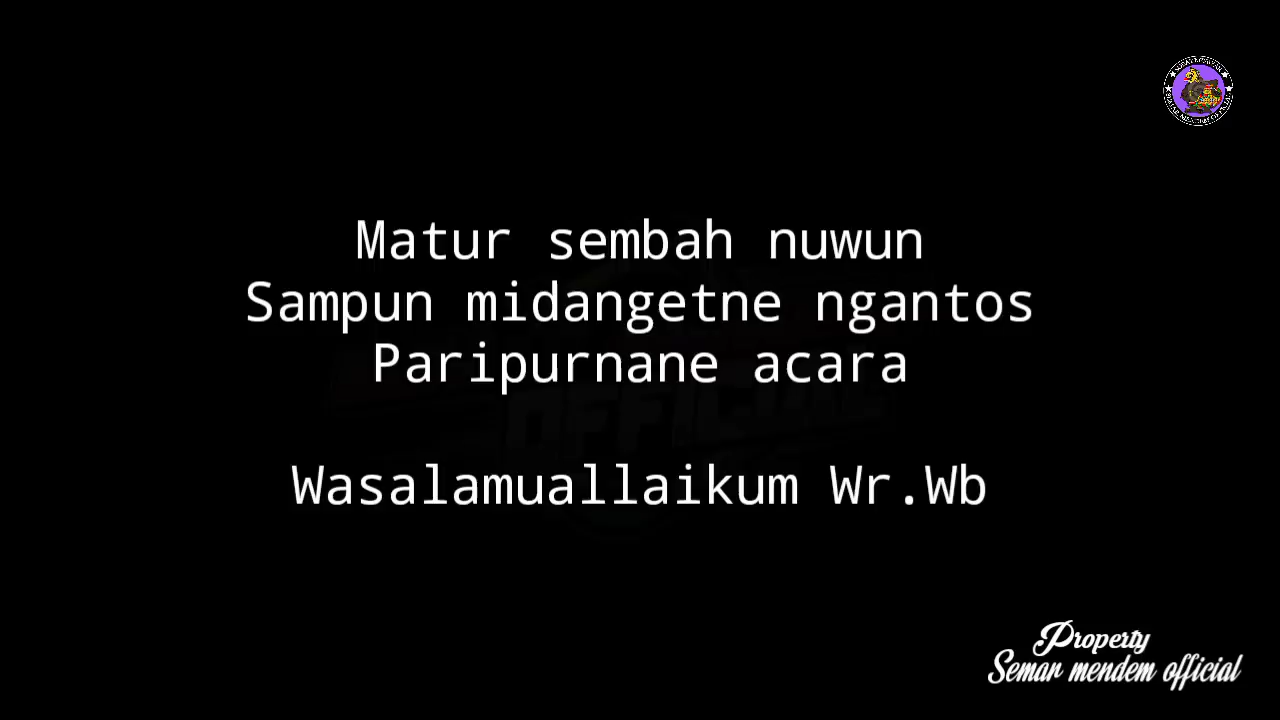 Matur sembah nuwun
Sampun midangetne ngantos
Paripurnane acara
Wasalamuallaikum Wr.Wb
Property
Semar mendem official